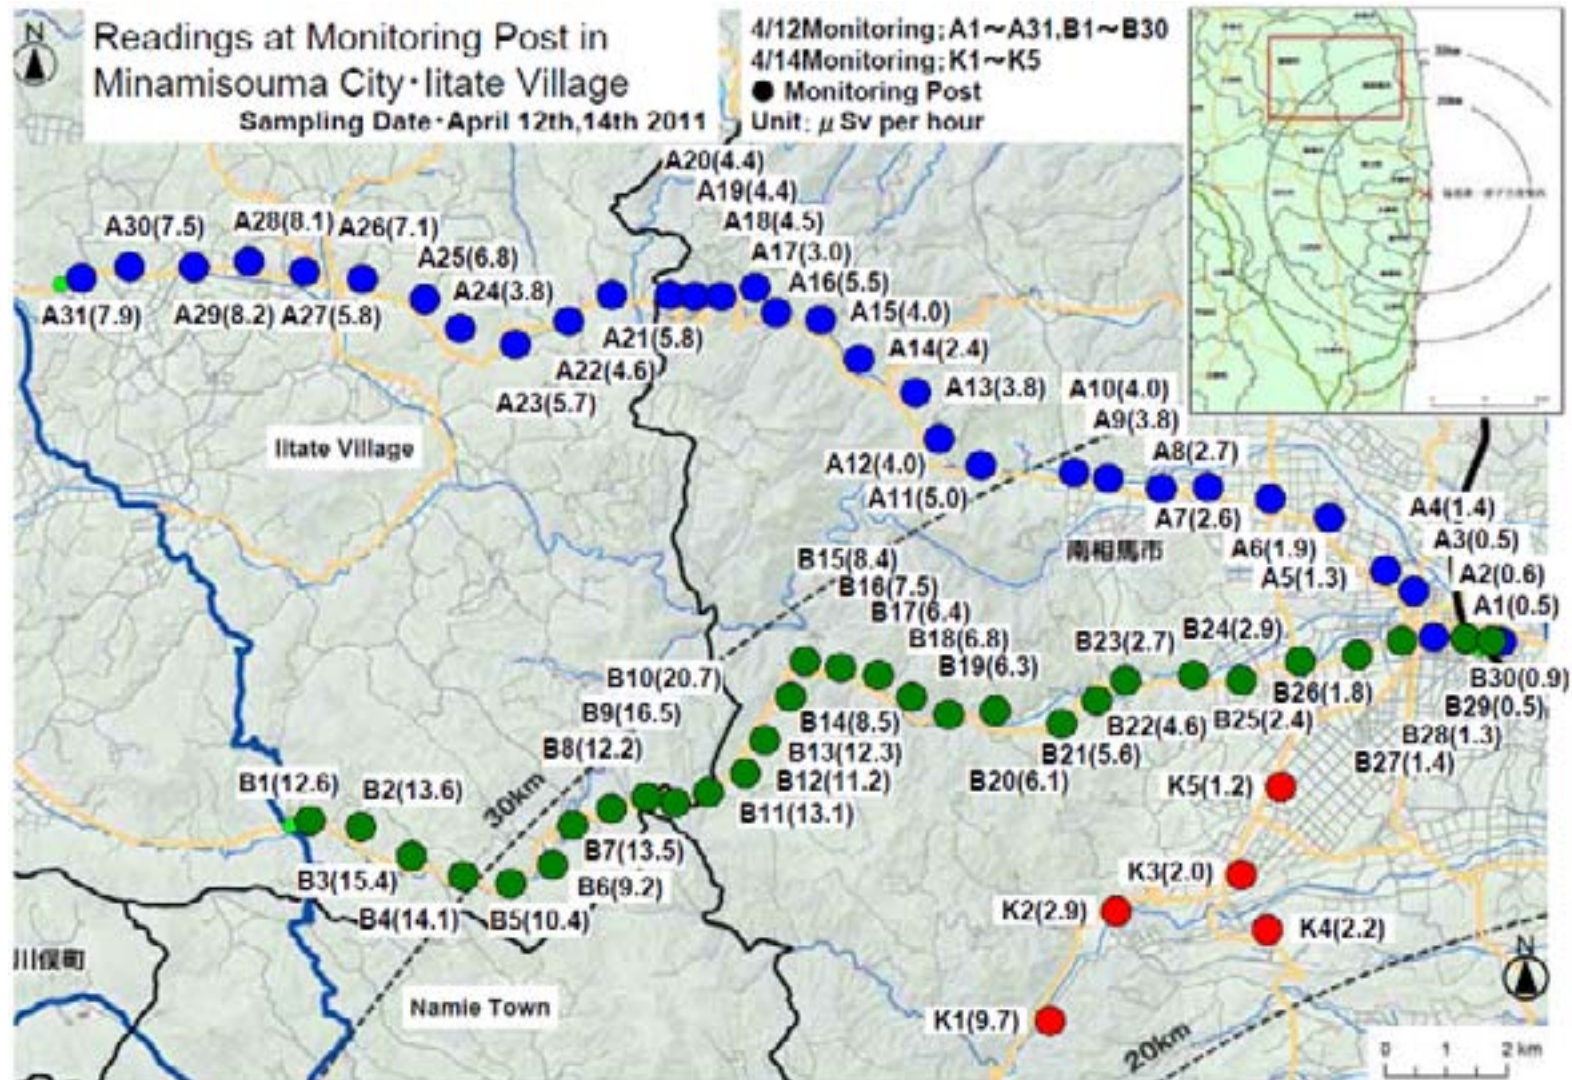 N
Readings at Monitoring Post in
Minamisouma City・Iitate Village
Sampling Date・April 12th,14th 2011
4/12Monitoring; A1～A31,B1～B30
4/14Monitoring; K1～K5
● Monitoring Post
Unit: μ Sv per hour
A20(4.4)
A19(4.4)
A18(4.5)
A17(3.0)
A16(5.5)
A15(4.0)
A14(2.4)
A13(3.8)
A30(7.5)
A28(8.1)
A26(7.1)
A25(6.8)
A24(3.8)
A31(7.9)
A29(8.2)
A27(5.8)
A21(5.8)
A22(4.6)
A23(5.7)
A10(4.0)
A9(3.8)
A12(4.0)
A11(5.0)
A8(2.7)
A7(2.6)
A6(1.9)
A5(1.3)
A4(1.4)
A3(0.5)
A2(0.6)
A1(0.5)
Iitate Village
南相馬市
B15(8.4)
B16(7.5)
B17(6.4)
B18(6.8)
B19(6.3)
B23(2.7)
B24(2.9)
B10(20.7)
B9(16.5)
B8(12.2)
B14(8.5)
B13(12.3)
B12(11.2)
B11(13.1)
B20(6.1)
B21(5.6)
B22(4.6)
B25(2.4)
B26(1.8)
B27(1.4)
B28(1.3)
B30(0.9)
B29(0.5)
B1(12.6)
B2(13.6)
30km
B3(15.4)
B4(14.1)
B5(10.4)
B7(13.5)
B6(9.2)
K5(1.2)
K3(2.0)
K2(2.9)
K4(2.2)
K1(9.7)
川俣町
Namie Town
20km
N
0 1 2 km